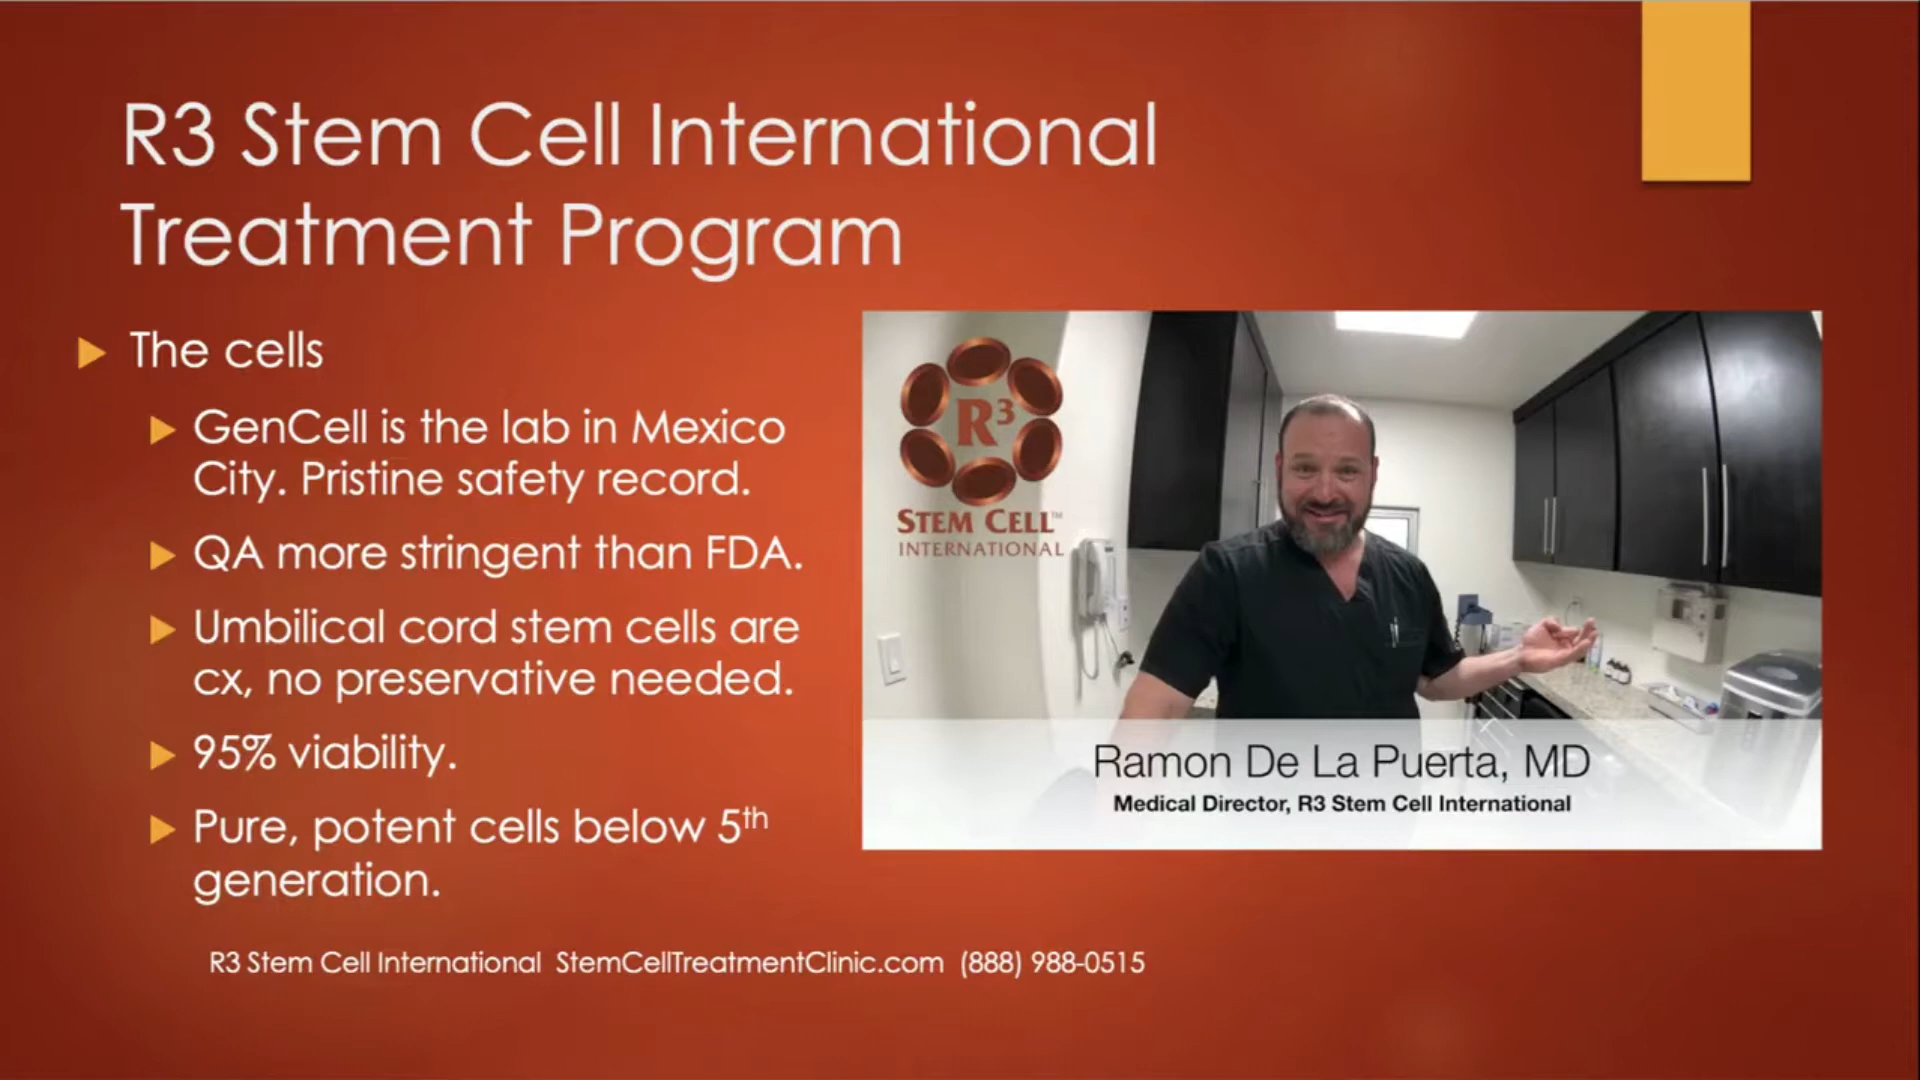 R3 Stem Cell International
Treatment Program
The cells
GenCell is the lab in Mexico
City. Pristine safety record.
QA more stringent than FDA.
Umbilical cord stem cells are
cx, no preservative needed.
95% viability.
Pure, potent cells below 5th
generation.
R3
STEM CELL™
INTERNATIONAL
Ramon De La Puerta, MD
Medical Director, R3 Stem Cell International
R3 Stem Cell International StemCellTreatmentClinic.com (888) 988-0515